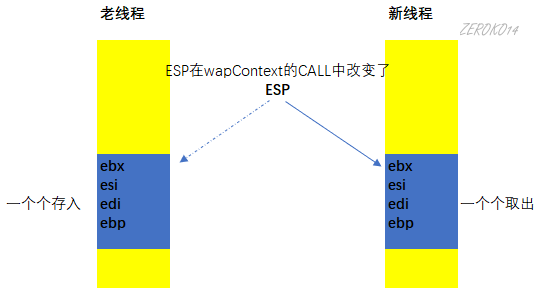 老线程
新线程
ZEROKO14
ESP在wapContext的CALL中改变了
ESP
ebx
esi
edi
ebp
一个个存入
ebx
esi
edi
ebp
一个个取出